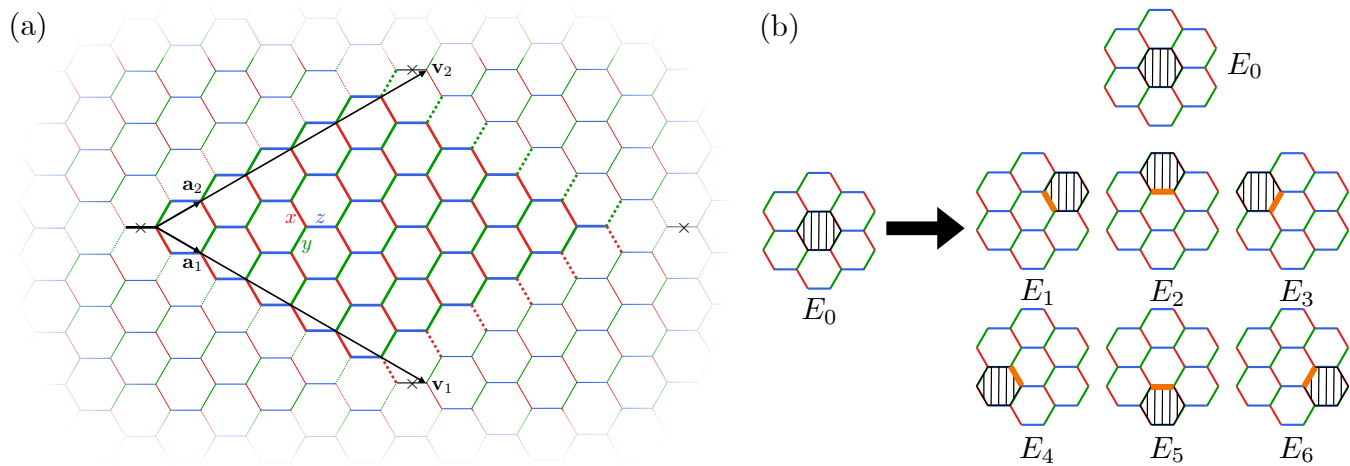 (a)
v₂
a₂
x z
y
a₁
v₁
(b)
E₀
E₀
E₁ E₂ E₃
E₄ E₅ E₆